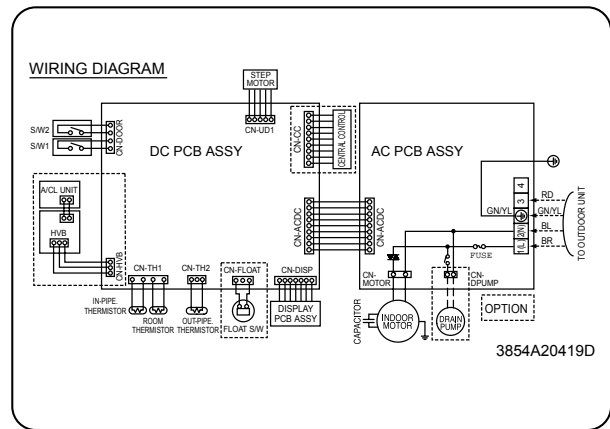 WIRING DIAGRAM
STEP
MOTOR
CN-UD1
S/W2
S/W1
CN-DOOR
DC PCB ASSY
CN-CC
CENTRAL CONTROL
AC PCB ASSY
A/CL UNIT
HVB
CN-HVB
CN-ACDC
CN-ACDC
4
3
2(N)
1(L)
GN/YL
RD
GN/YL
BL
BR
TO OUTDOOR UNIT
FUSE
CN-TH1
CN-TH2
CN-FLOAT
CN-DISP
CN-
MOTOR
CN-
DPUMP
IN-PIPE.
THERMISTOR
ROOM
THERMISTOR
OUT-PIPE.
THERMISTOR
FLOAT S/W
DISPLAY
PCB ASSY
CAPACITOR
INDOOR
MOTOR
DRAIN
PUMP
OPTION
3854A20419D